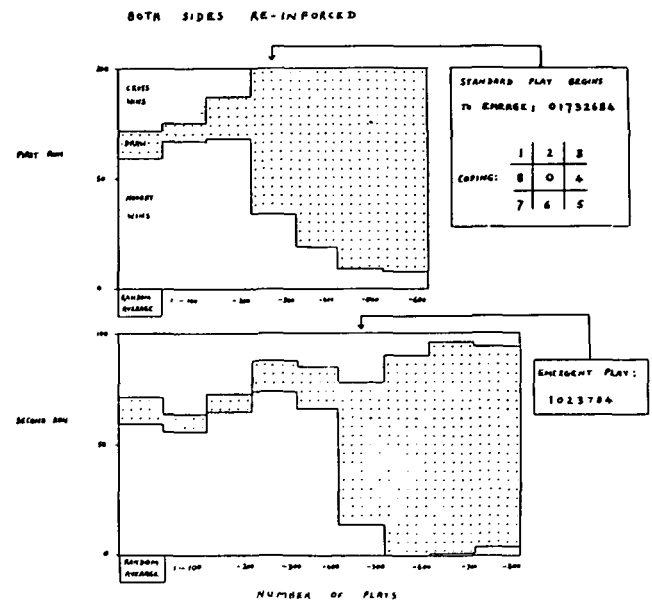 BOTH SIDES RE-INFORCED
200
CROSS
WINS
DRAW
NOUGHT
WINS
FIRST RUN
50
0
RANDOM
AVERAGE
1-100
-200
-300
-400
-500
-600
STANDARD PLAY BEGINS
TO EMERGE; 01732684
CODING:
1 2 3
8 0 4
7 6 5
100
SECOND RUN
50
0
RANDOM
AVERAGE
1-100
-200
-300
-400
-500
-600
-700
-800
EMERGENT PLAY:
1023784
NUMBER OF PLAYS